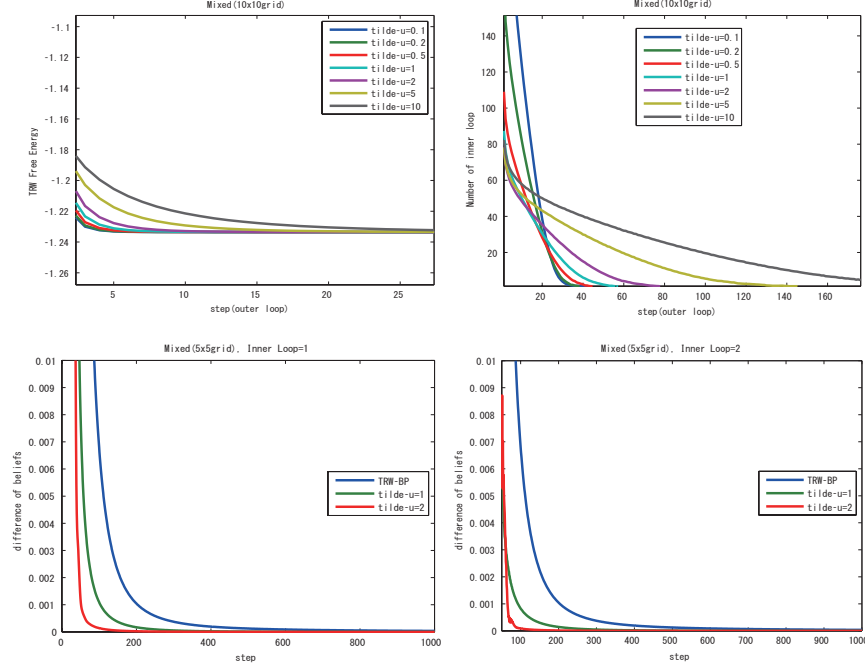 Mixed(10x10grid)
-1.1
-1.12
-1.14
-1.16
-1.18
-1.2
-1.22
-1.24
-1.26
TRW Free Energy
tilde-u=0.1
tilde-u=0.2
tilde-u=0.5
tilde-u=1
tilde-u=2
tilde-u=5
tilde-u=10
5 10 15 20 25
step(outer loop)
Mixed(10x10grid)
140
120
100
80
60
40
20
Number of inner loop
tilde-u=0.1
tilde-u=0.2
tilde-u=0.5
tilde-u=1
tilde-u=2
tilde-u=5
tilde-u=10
20 40 60 80 100 120 140 160
step(outer loop)
Mixed(5x5grid), Inner Loop=1
0.01
0.009
0.008
0.007
0.006
0.005
0.004
0.003
0.002
0.001
0
difference of beliefs
TRW-BP
tilde-u=1
tilde-u=2
0 200 400 600 800 1000
step
Mixed(5x5grid), Inner Loop=2
0.01
0.009
0.008
0.007
0.006
0.005
0.004
0.003
0.002
0.001
0
difference of beliefs
TRW-BP
tilde-u=1
tilde-u=2
100 200 300 400 500 600 700 800 900 1000
step